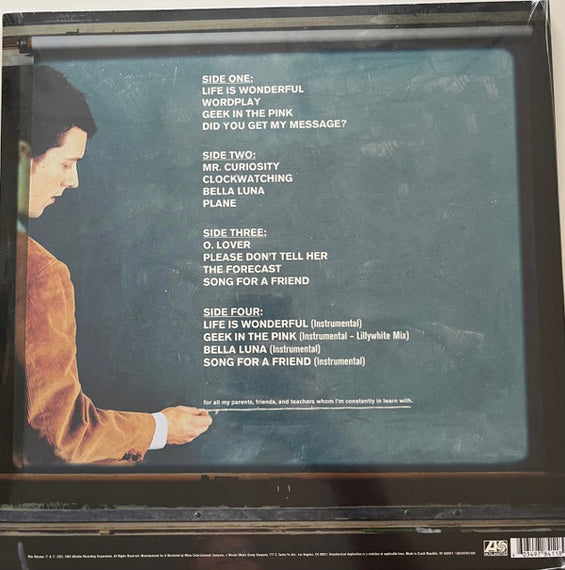 SIDE ONE:
LIFE IS WONDERFUL
WORDPLAY
GEEK IN THE PINK
DID YOU GET MY MESSAGE?
SIDE TWO:
MR. CURIOSITY
CLOCKWATCHING
BELLA LUNA
PLANE
SIDE THREE:
O. LOVER
PLEASE DON'T TELL HER
THE FORECAST
SONG FOR A FRIEND
SIDE FOUR:
LIFE IS WONDERFUL (Instrumental)
GEEK IN THE PINK (Instrumental – Lillywhite Mix)
BELLA LUNA (Instrumental)
SONG FOR A FRIEND (Instrumental)
for all my parents, friends, and teachers whom i'm constantly in learn with.
ATLANTIC